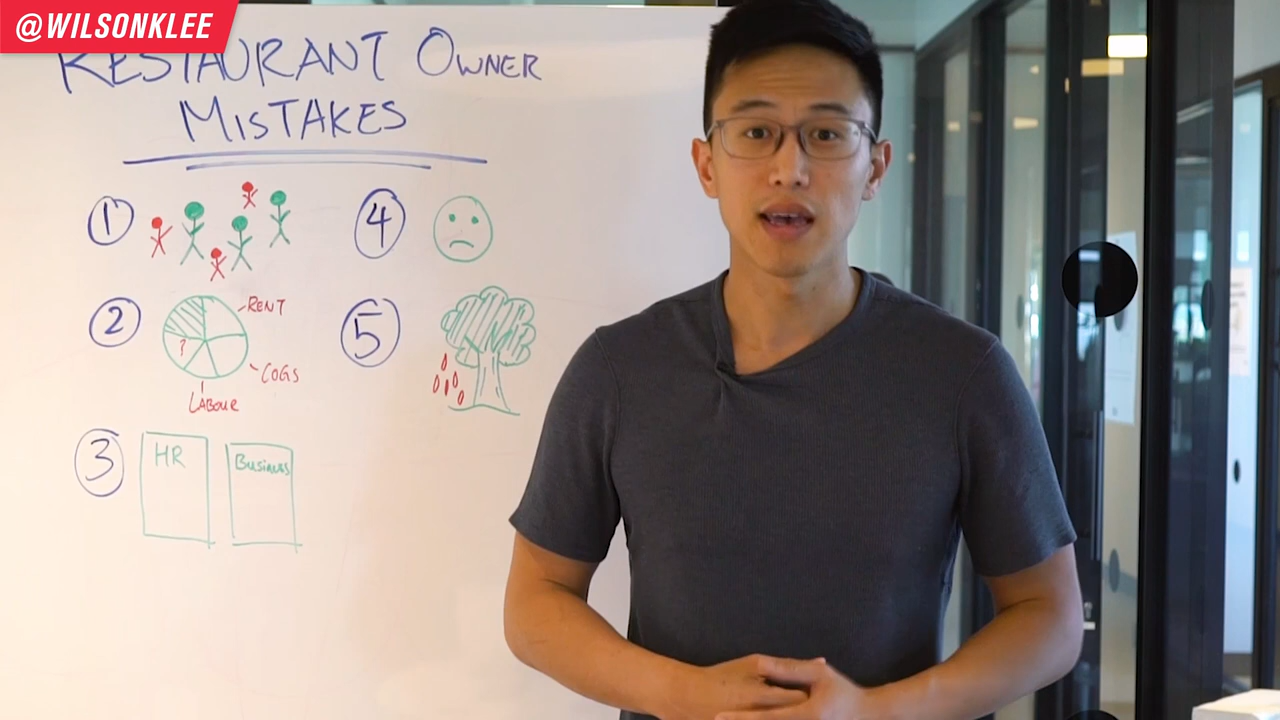 @WILSONKLEE
RESTAURANT OWNER
MISTAKES
1
4
2
RENT
?
COGS
LABOUR
5
3
HR
BUSINESS